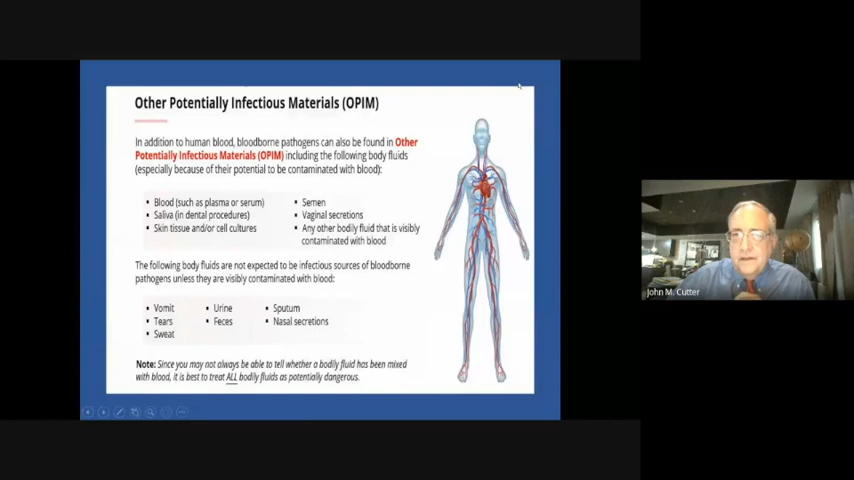 Other Potentially Infectious Materials (OPIM)
In addition to human blood, bloodborne pathogens can also be found in Other
Potentially Infectious Materials (OPIM) including the following body fluids
(especially because of their potential to be contaminated with blood):
▪ Blood (such as plasma or serum)
▪ Saliva (in dental procedures)
▪ Skin tissue and/or cell cultures
▪ Semen
▪ Vaginal secretions
▪ Any other bodily fluid that is visibly
contaminated with blood
The following body fluids are not expected to be infectious sources of bloodborne
pathogens unless they are visibly contaminated with blood:
▪ Vomit
▪ Tears
▪ Sweat
▪ Urine
▪ Feces
▪ Sputum
▪ Nasal secretions
Note: Since you may not always be able to tell whether a bodily fluid has been mixed
with blood, it is best to treat ALL bodily fluids as potentially dangerous.
John M. Cutter